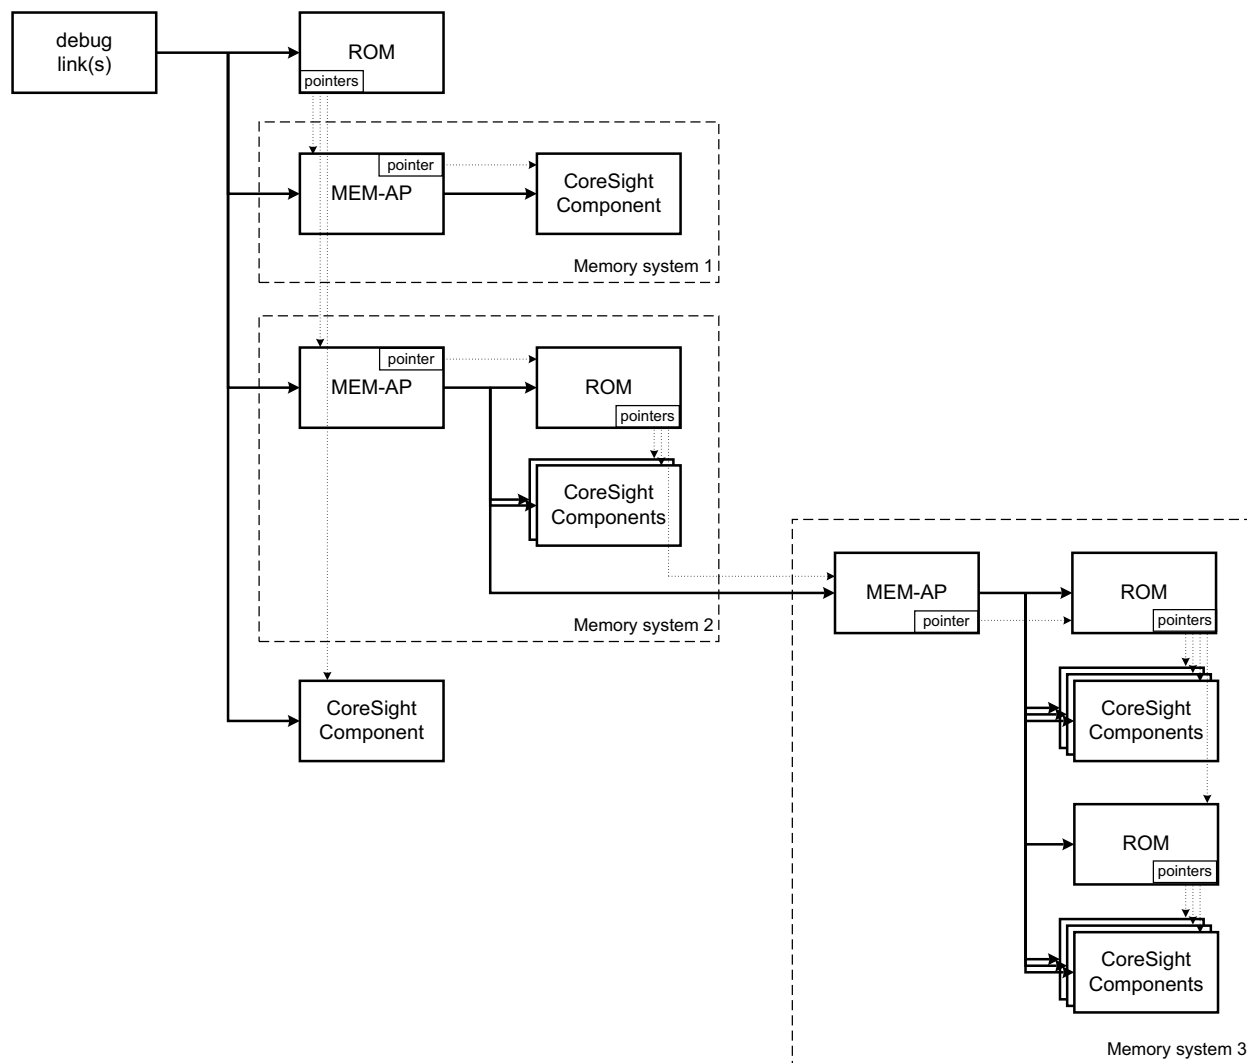 debug
link(s)
ROM
pointers
pointer
MEM-AP
CoreSight
Component
Memory system 1
pointer
MEM-AP
ROM
pointers
CoreSight
Components
Memory system 2
MEM-AP
pointer
ROM
pointers
CoreSight
Component
CoreSight
Components
ROM
pointers
CoreSight
Components
Memory system 3